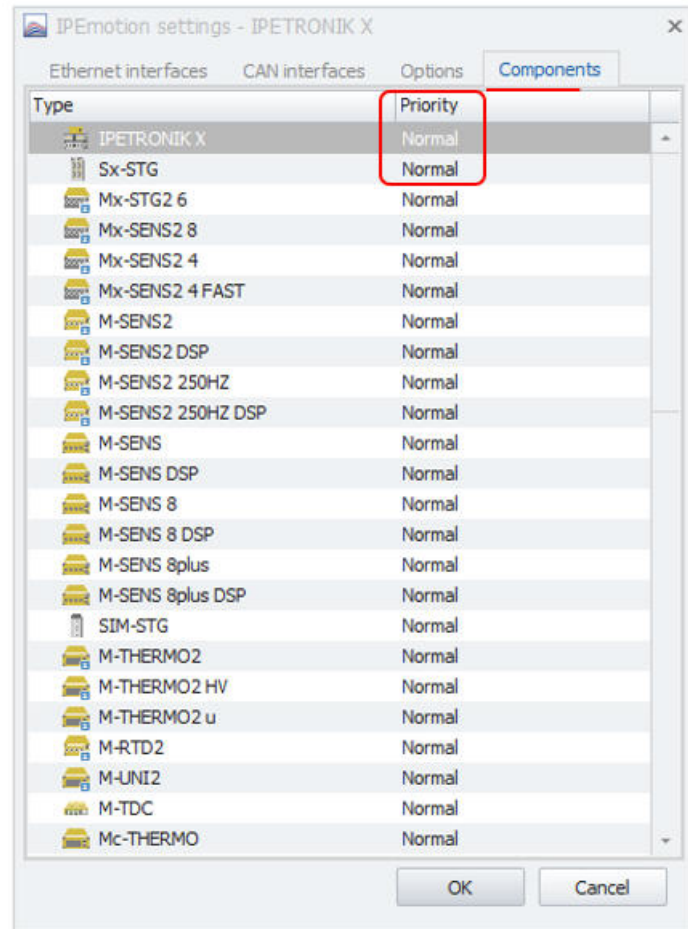 IPEmotion settings - IPETRONIK X
Ethernet interfaces CAN interfaces Options Components
Type Priority
IPETRONIK X Normal
Sx-STG Normal
Mx-STG2 6 Normal
Mx-SENS2 8 Normal
Mx-SENS2 4 Normal
Mx-SENS2 4 FAST Normal
M-SENS2 Normal
M-SENS2 DSP Normal
M-SENS2 250HZ Normal
M-SENS2 250HZ DSP Normal
M-SENS Normal
M-SENS DSP Normal
M-SENS 8 Normal
M-SENS 8 DSP Normal
M-SENS 8plus Normal
M-SENS 8plus DSP Normal
SIM-STG Normal
M-THERMO2 Normal
M-THERMO2 HV Normal
M-THERMO2 u Normal
M-RTD2 Normal
M-UNI2 Normal
M-TDC Normal
Mc-THERMO Normal
OK Cancel